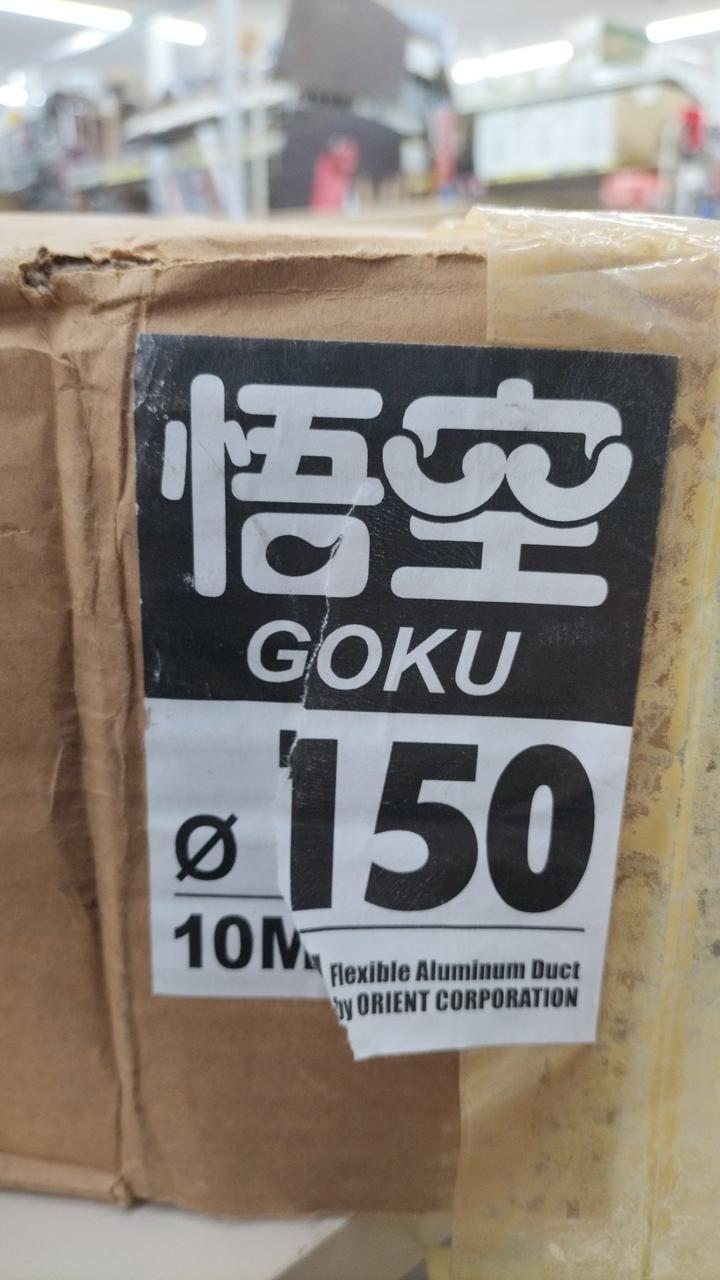 悟空
GOKU
Ø 150
10M
Flexible Aluminum Duct
by ORIENT CORPORATION